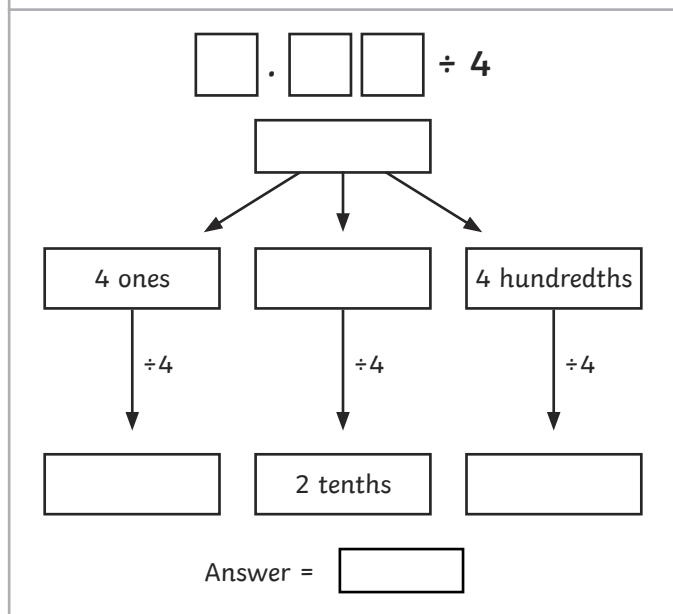 . ÷ 4
4 ones
4 hundredths
÷4 ÷4 ÷4
2 tenths
Answer =